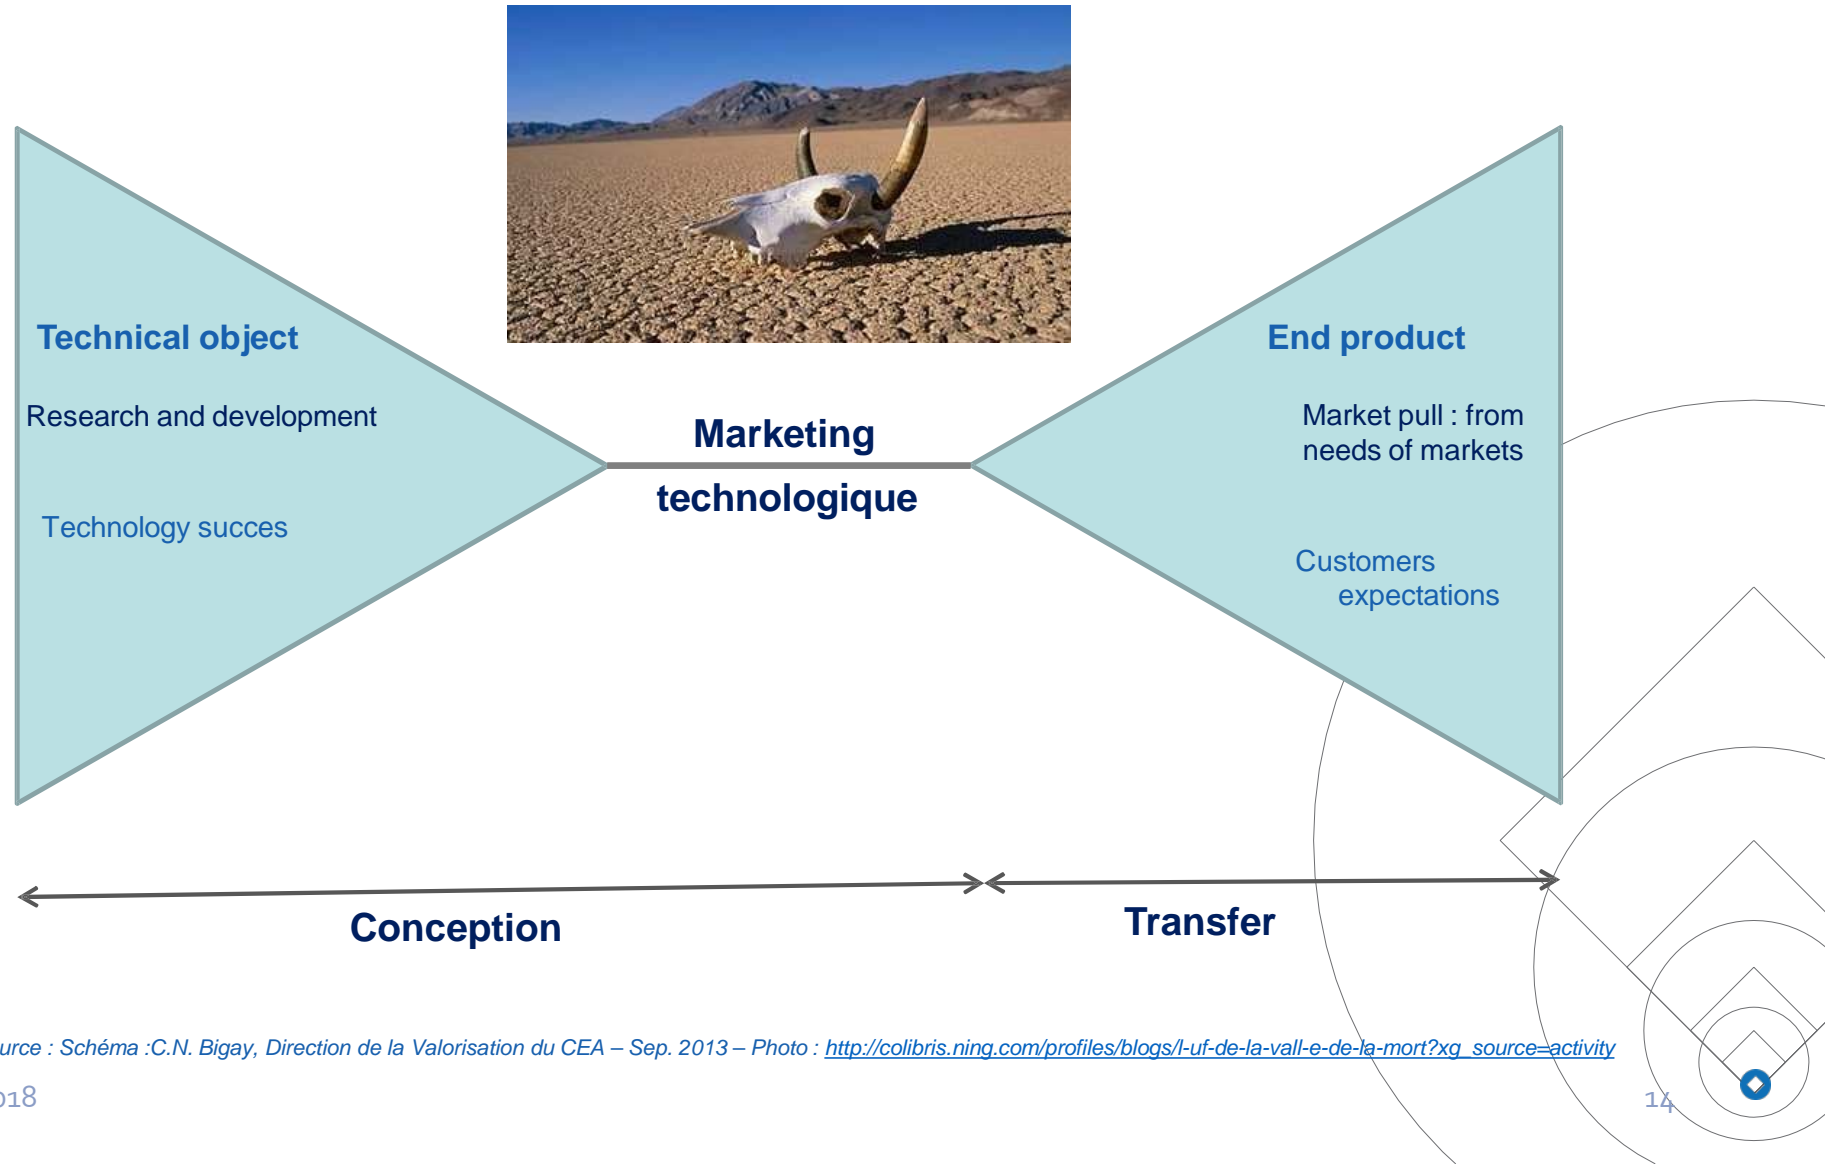 Technical object
Research and development
Technology succes
Marketing
technologique
End product
Market pull : from
needs of markets
Customers
expectations
Conception
Transfer
urce : Schéma :C.N. Bigay, Direction de la Valorisation du CEA – Sep. 2013 – Photo : http://colibris.ning.com/profiles/blogs/l-uf-de-la-vall-e-de-la-mort?xg_source=activity
018
14